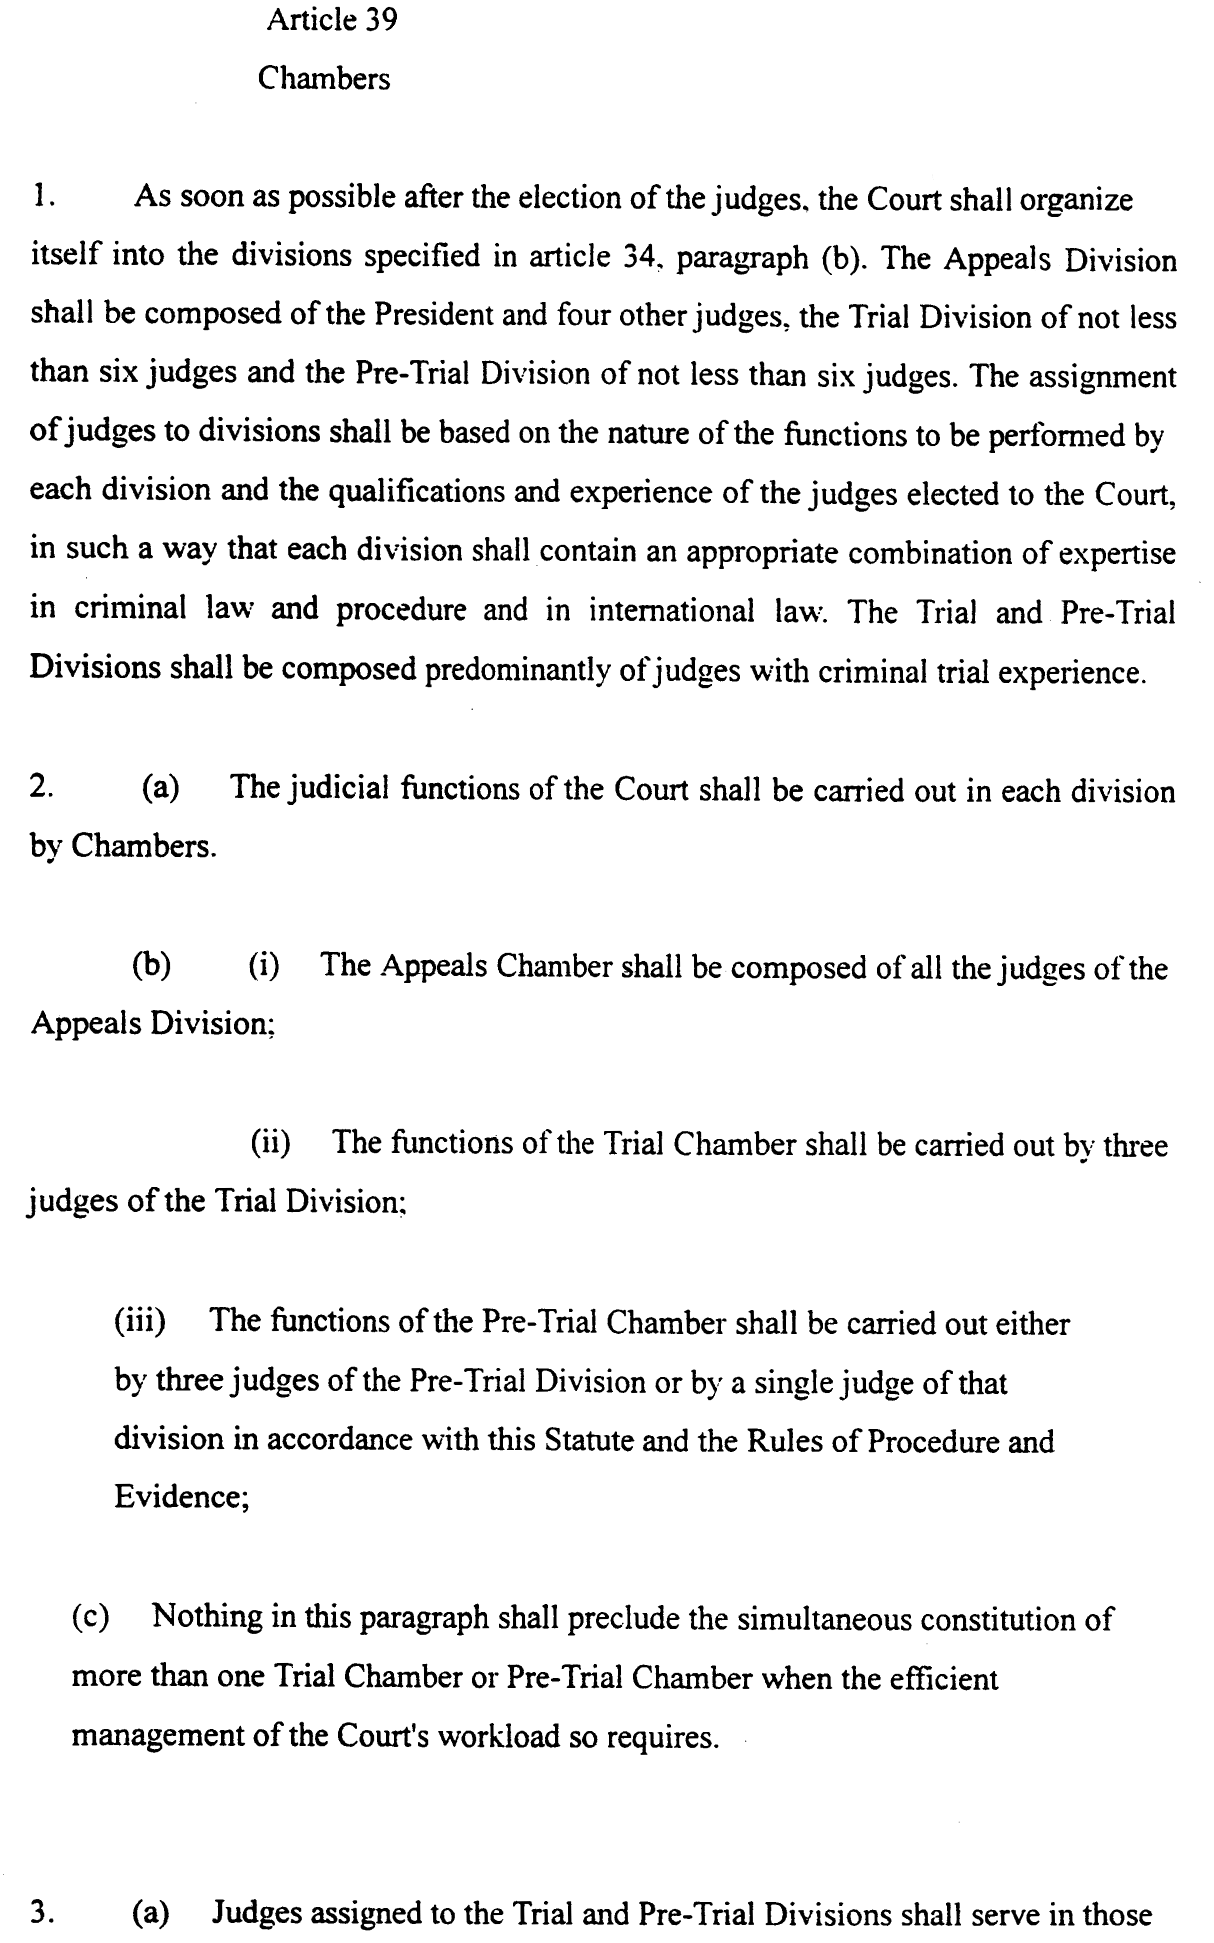 Article 39
Chambers
1. As soon as possible after the election of the judges, the Court shall organize
itself into the divisions specified in article 34, paragraph (b). The Appeals Division
shall be composed of the President and four other judges, the Trial Division of not less
than six judges and the Pre-Trial Division of not less than six judges. The assignment
of judges to divisions shall be based on the nature of the functions to be performed by
each division and the qualifications and experience of the judges elected to the Court,
in such a way that each division shall contain an appropriate combination of expertise
in criminal law and procedure and in international law. The Trial and Pre-Trial
Divisions shall be composed predominantly of judges with criminal trial experience.
2. (a) The judicial functions of the Court shall be carried out in each division
by Chambers.
(b) (i) The Appeals Chamber shall be composed of all the judges of the
Appeals Division;
(ii) The functions of the Trial Chamber shall be carried out by three
judges of the Trial Division;
(iii) The functions of the Pre-Trial Chamber shall be carried out either
by three judges of the Pre-Trial Division or by a single judge of that
division in accordance with this Statute and the Rules of Procedure and
Evidence;
(c) Nothing in this paragraph shall preclude the simultaneous constitution of
more than one Trial Chamber or Pre-Trial Chamber when the efficient
management of the Court's workload so requires.
3. (a) Judges assigned to the Trial and Pre-Trial Divisions shall serve in those